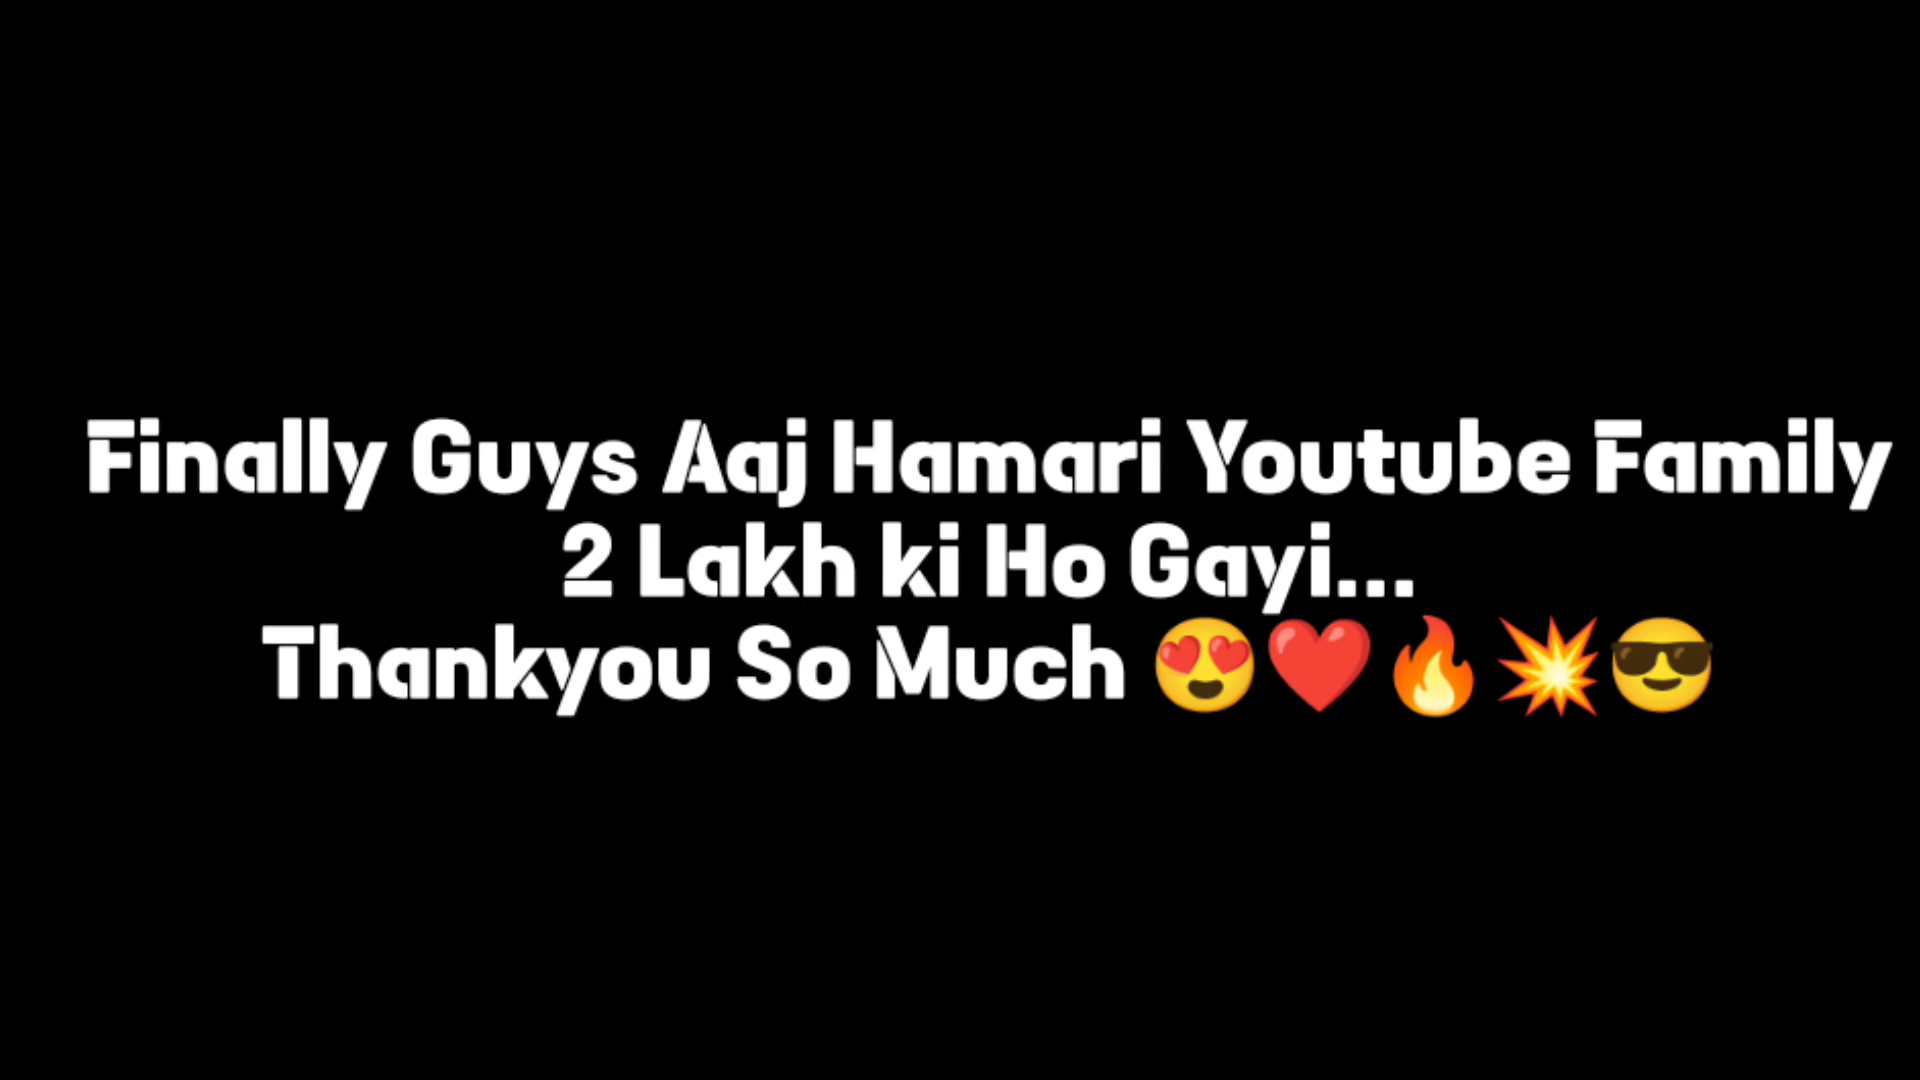 Finally Guys Aaj Hamari Youtube Family
2 Lakh ki Ho Gayi...
Thankyou So Much 😍❤️🔥💥😎